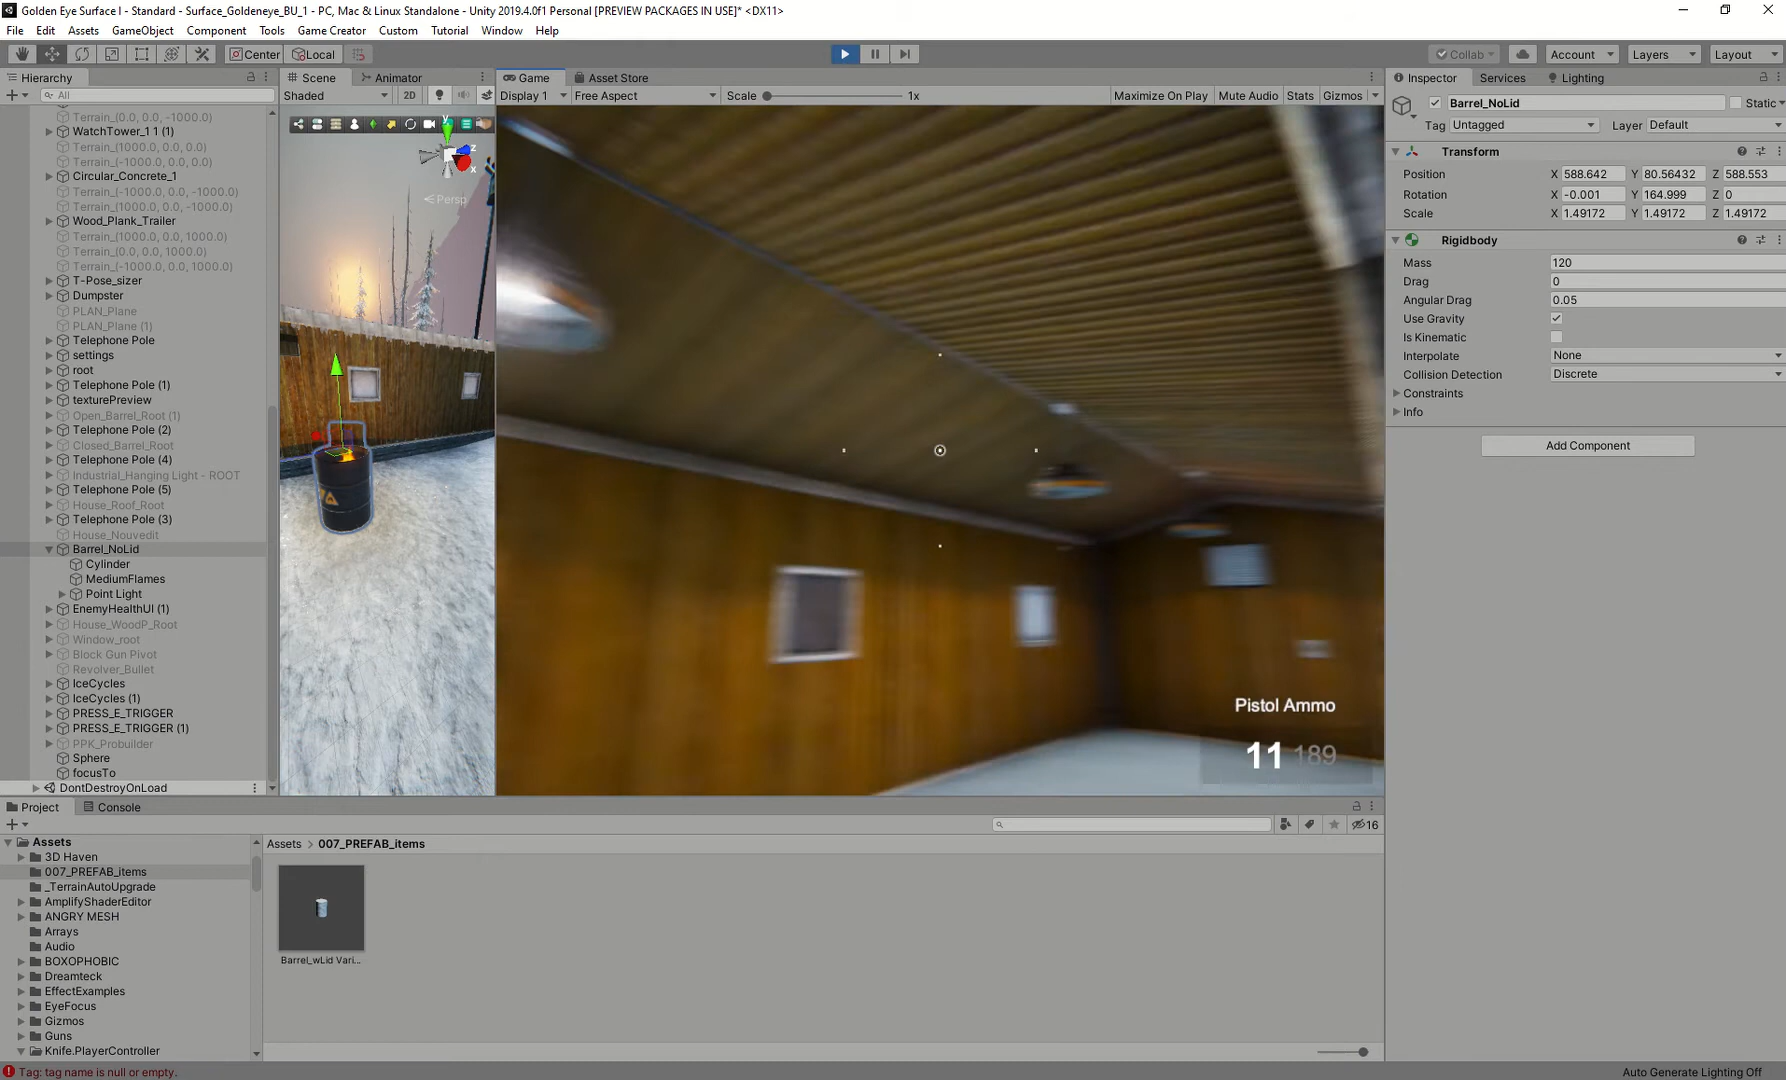 Golden Eye Surface I - Standard - Surface_Goldeneye_BU_1 - PC, Mac & Linux Standalone - Unity 2019.4.0f1 Personal [PREVIEW PACKAGES IN USE]* <DX11>
File Edit Assets GameObject Component Tools Game Creator Custom Tutorial Window Help
Center Local Collab Account Layers Layout
Hierarchy Scene Animator Game Asset Store Inspector Services Lighting
All Shaded 2D Display 1 Free Aspect Scale 1x Maximize On Play Mute Audio Stats Gizmos
Terrain_(0.0, 0.0, -1000.0)
WatchTower_1 1 (1)
Terrain_(1000.0, 0.0, 0.0)
Terrain_(-1000.0, 0.0, 0.0)
Circular_Concrete_1
Terrain_(-1000.0, 0.0, -1000.0)
Terrain_(1000.0, 0.0, -1000.0)
Wood_Plank_Trailer
Terrain_(1000.0, 0.0, 1000.0)
Terrain_(0.0, 0.0, 1000.0)
Terrain_(-1000.0, 0.0, 1000.0)
T-Pose_sizer
Dumpster
PLAN_Plane
PLAN_Plane (1)
Telephone Pole
settings
root
Telephone Pole (1)
texturePreview
Open_Barrel_Root (1)
Telephone Pole (2)
Closed_Barrel_Root
Telephone Pole (4)
Industrial_Hanging Light - ROOT
Telephone Pole (5)
House_Roof_Root
Telephone Pole (3)
House_Nouvedit
Barrel_NoLid
Cylinder
MediumFlames
Point Light
EnemyHealthUI (1)
House_WoodP_Root
Window_root
Block Gun Pivot
Revolver_Bullet
IceCycles
IceCycles (1)
PRESS_E_TRIGGER
PRESS_E_TRIGGER (1)
PPK_Probuilder
Sphere
focusTo
DontDestroyOnLoad
y
z
x
Persp
Pistol Ammo
11 189
Barrel_NoLid Static
Tag Untagged Layer Default
Transform
Position X 588.642 Y 80.56432 Z 588.553
Rotation X -0.001 Y 164.999 Z 0
Scale X 1.49172 Y 1.49172 Z 1.49172
Rigidbody
Mass 120
Drag 0
Angular Drag 0.05
Use Gravity
Is Kinematic
Interpolate None
Collision Detection Discrete
Constraints
Info
Add Component
Project Console
16
Assets
3D Haven
007_PREFAB_items
_TerrainAutoUpgrade
AmplifyShaderEditor
ANGRY MESH
Arrays
Audio
BOXOPHOBIC
Dreamteck
EffectExamples
EyeFocus
Gizmos
Guns
Knife.PlayerController
Assets > 007_PREFAB_items
Barrel_wLid Vari...
Tag: tag name is null or empty.
Auto Generate Lighting Off